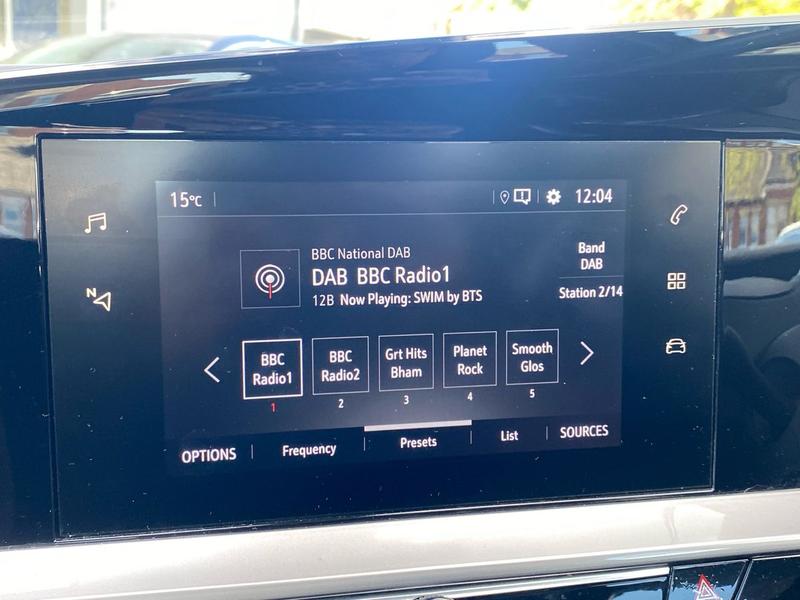 15°C
12:04
BBC National DAB
DAB BBC Radio1
12B Now Playing: SWIM by BTS
Band
DAB
Station 2/14
N
BBC
Radio1
BBC
Radio2
Grt Hits
Bham
Planet
Rock
Smooth
Glos
1 2 3 4 5
OPTIONS Frequency Presets List SOURCES